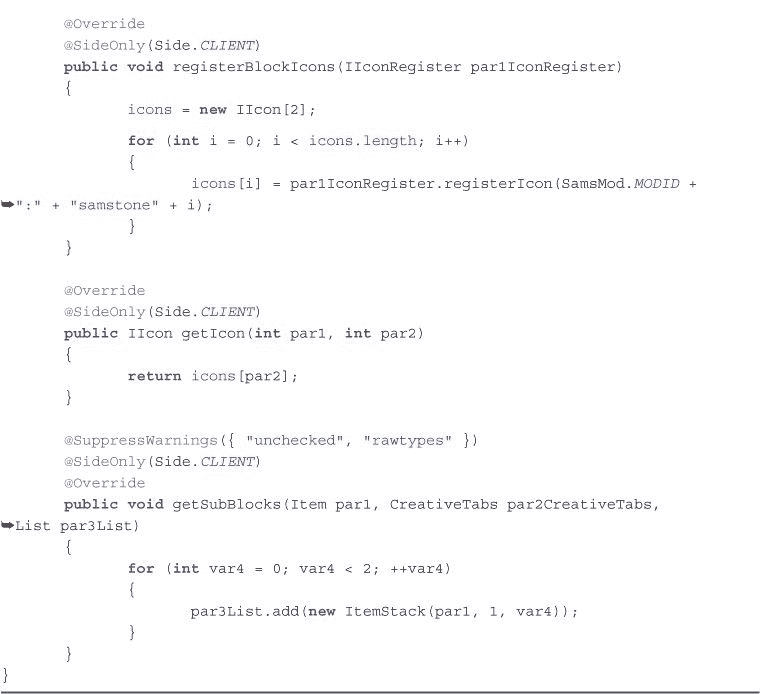 @Override
@SideOnly(Side.CLIENT)
public void registerBlockIcons(IIconRegister par1IconRegister)
{
icons = new IIcon[2];
for (int i = 0; i < icons.length; i++)
{
icons[i] = par1IconRegister.registerIcon(SamsMod.MODID +
➥":" + "samstone" + i);
}
}
@Override
@SideOnly(Side.CLIENT)
public IIcon getIcon(int par1, int par2)
{
return icons[par2];
}
@SuppressWarnings({ "unchecked", "rawtypes" })
@SideOnly(Side.CLIENT)
@Override
public void getSubBlocks(Item par1, CreativeTabs par2CreativeTabs,
➥List par3List)
{
for (int var4 = 0; var4 < 2; ++var4)
{
par3List.add(new ItemStack(par1, 1, var4));
}
}
}